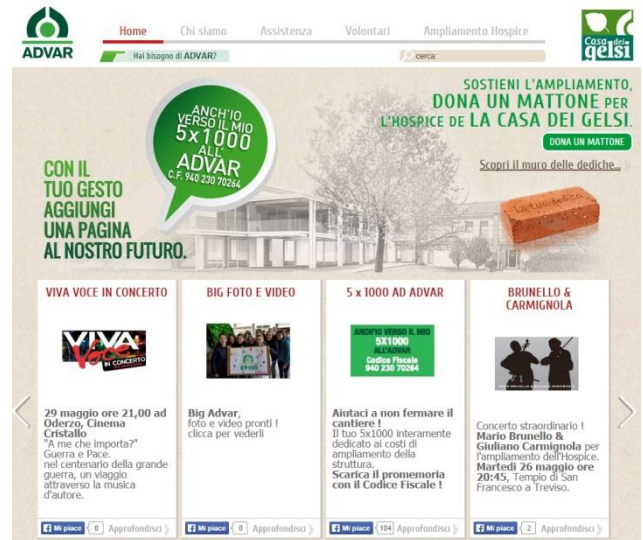 ADVAR
Home Chi siamo Assistenza Volontari Ampliamento Hospice
Hai bisogno di ADVAR?
cerca:
Casa dei
gelsi
SOSTIENI L'AMPLIAMENTO,
DONA UN MATTONE PER
L'HOSPICE DE LA CASA DEI GELSI.
DONA UN MATTONE
Scopri il muro delle dediche...
La tua dedica
ANCH'IO
VERSO IL MIO
5x1000
ALL'
ADVAR
C.F. 940 230 70264
CON IL
TUO GESTO
AGGIUNGI
UNA PAGINA
AL NOSTRO FUTURO.
VIVA VOCE IN CONCERTO
VIVA
Voce
IN CONCERTO
29 maggio ore 21,00 ad
Oderzo, Cinema
Cristallo
"A me che importa?"
Guerra e Pace.
nel centenario della grande
guerra, un viaggio
attraverso la musica
d'autore.
Mi piace 0 Approfondisci
BIG FOTO E VIDEO
Big Advar,
foto e video pronti !
clicca per vederli
Mi piace 0 Approfondisci
5 x 1000 AD ADVAR
ANCH'IO VERSO IL MIO
5X1000
ALL'ADVAR
Codice Fiscale
940 230 70264
Aiutaci a non fermare il
cantiere !
Il tuo 5x1000 interamente
dedicato ai costi di
ampliamento della
struttura.
Scarica il promemoria
con il Codice Fiscale !
Mi piace 104 Approfondisci
BRUNELLO &
CARMIGNOLA
Concerto straordinario !
Mario Brunello &
Giuliano Carmignola per
l'ampliamento dell'Hospice.
Martedì 26 maggio ore
20:45, Tempio di San
Francesco a Treviso.
Mi piace 2 Approfondisci